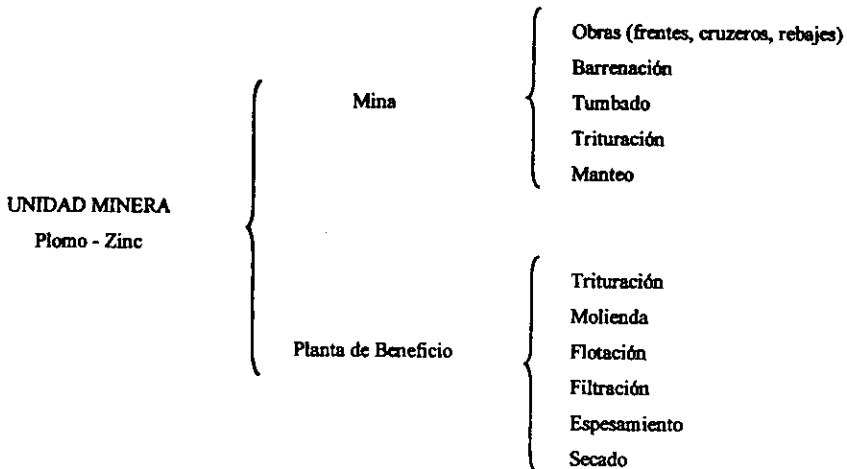 UNIDAD MINERA
Plomo - Zinc
Mina
Obras (frentes, cruzeros, rebajes)
Barrenación
Tumbado
Trituración
Manteo
Planta de Beneficio
Trituración
Molienda
Flotación
Filtración
Espesamiento
Secado